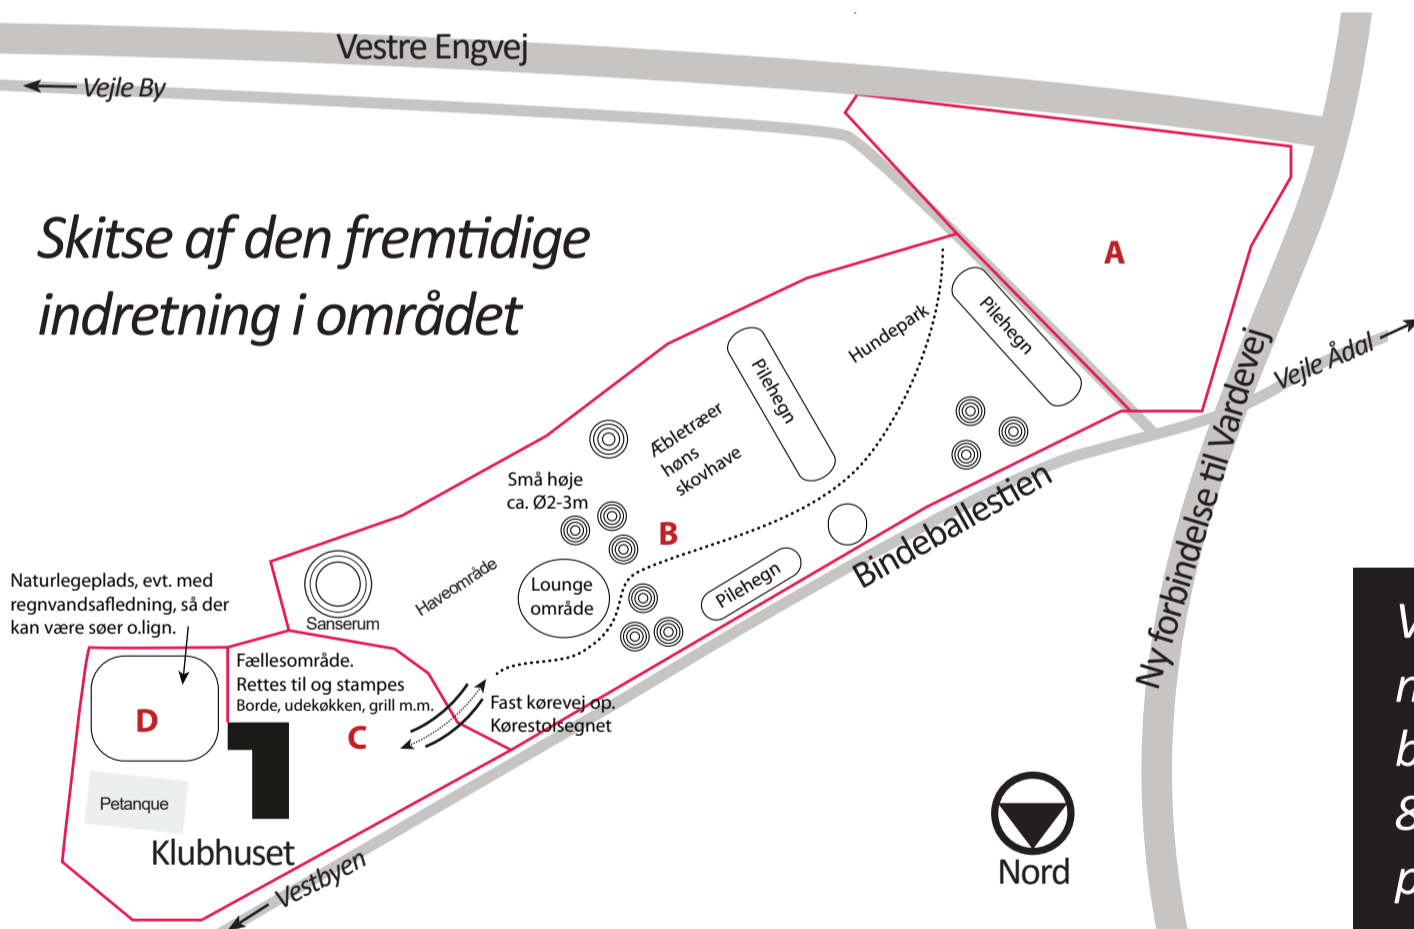 Vestre Engvej
Vejle By
Skitse af den fremtidige
indretning i området
A
Pilehegn
Hundepark
Vejle Ådal
Pilehegn
Æbletræer
høns
skovhave
Små høje
ca. Ø2-3m
B
Ny forbindelse til Vardevej
Bindeballestien
Haveområde
Lounge
område
Pilehegn
Sanserum
Naturlegeplads, evt. med
regnvandsafledning, så der
kan være søer o.lign.
Fællesområde.
Rettes til og stampes
Borde, udekøkken, grill m.m.
Fast kørevej op.
Kørestolsegnet
D
C
Petanque
Klubhuset
Vestbyen
Nord
V
n
b
8
p